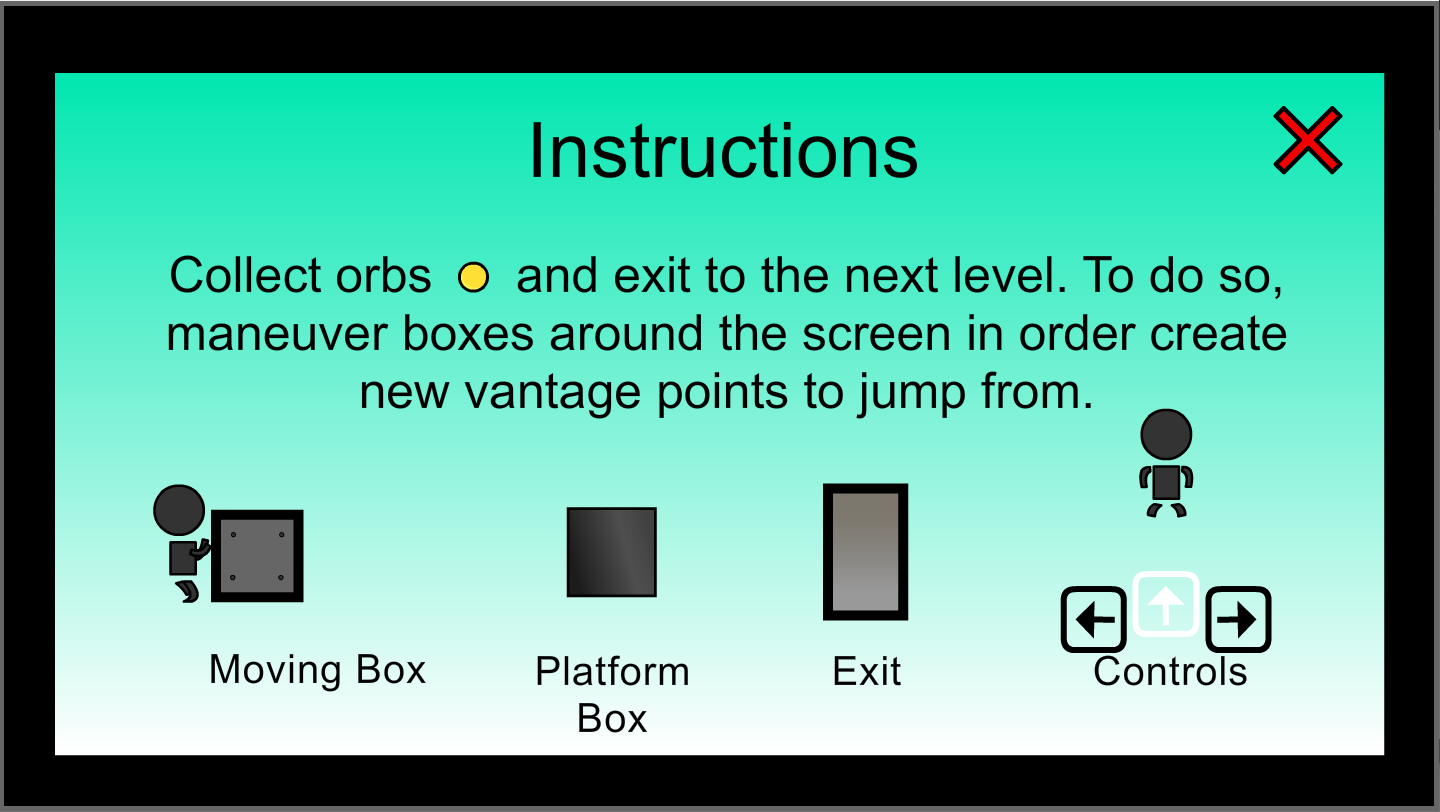 Instructions
Collect orbs and exit to the next level. To do so,
maneuver boxes around the screen in order create
new vantage points to jump from.
Moving Box
Platform
Box
Exit
Controls